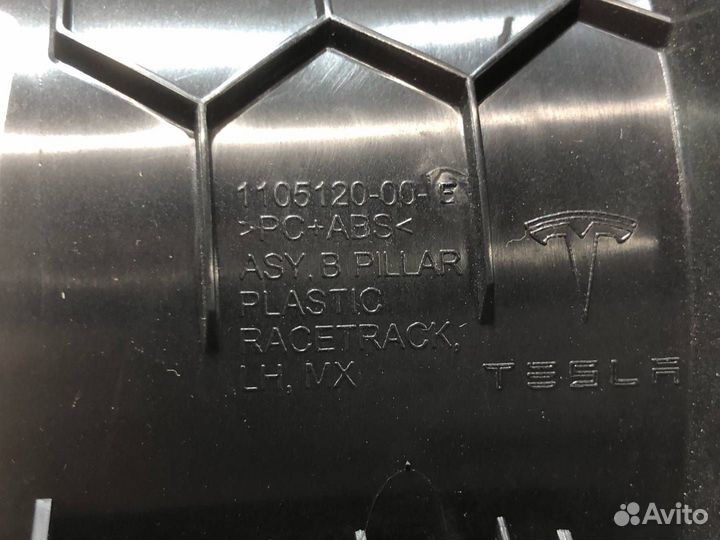 1105120-00-E
>PC+ABS<
ASY, B PILLAR
PLASTIC
RACETRACK,
LH, MX
TESLA
Avito